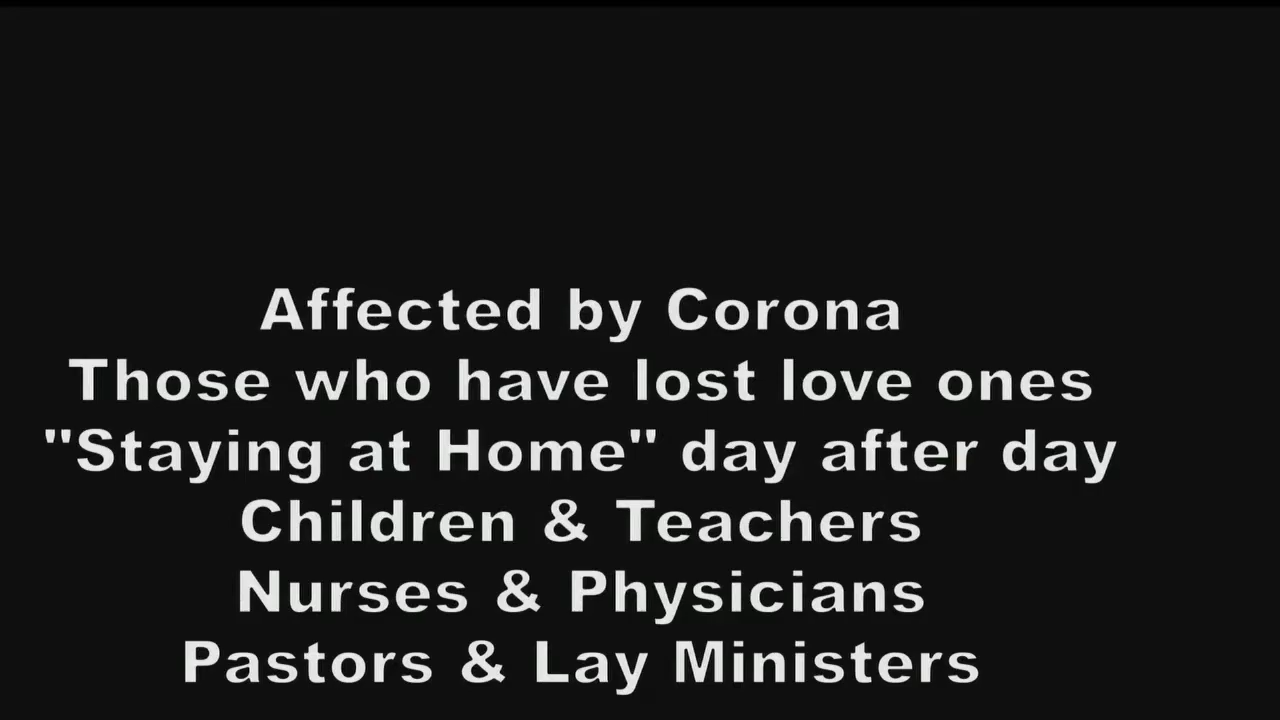 Affected by Corona
Those who have lost love ones
"Staying at Home" day after day
Children & Teachers
Nurses & Physicians
Pastors & Lay Ministers